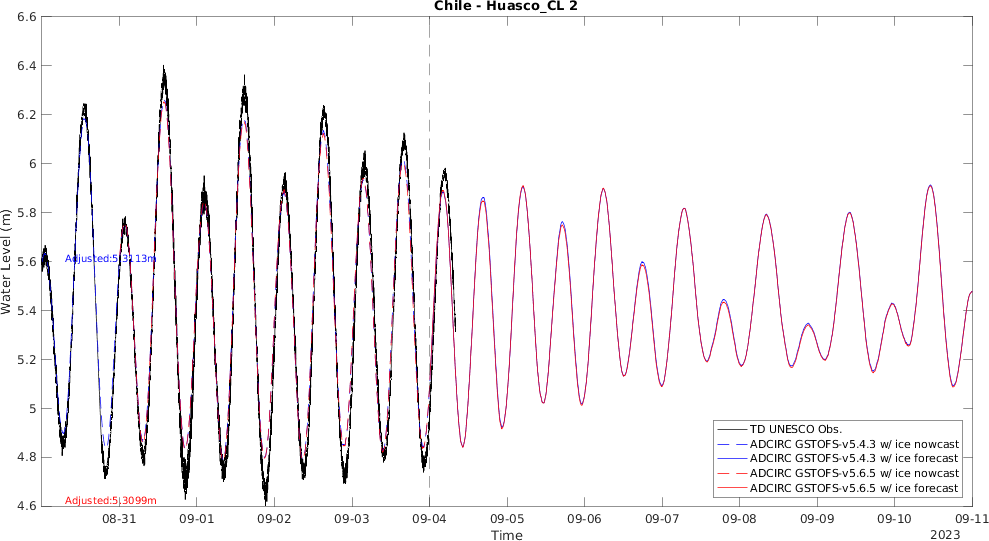 Chile - Huasco_CL 2
6.6
6.4
6.2
6
5.8
5.6
5.4
5.2
5
4.8
4.6
Water Level (m)
Adjusted:5.3113m
Adjusted:5.3099m
TD UNESCO Obs.
ADCIRC GSTOFS-v5.4.3 w/ ice nowcast
ADCIRC GSTOFS-v5.4.3 w/ ice forecast
ADCIRC GSTOFS-v5.6.5 w/ ice nowcast
ADCIRC GSTOFS-v5.6.5 w/ ice forecast
08-31 09-01 09-02 09-03 09-04 09-05 09-06 09-07 09-08 09-09 09-10 09-11
Time
2023